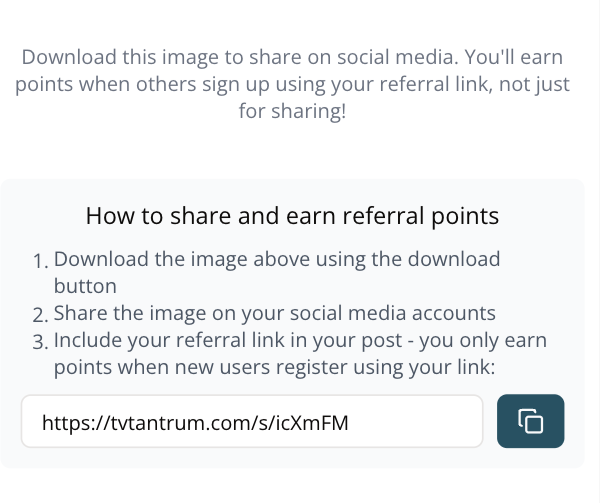 Download this image to share on social media. You'll earn
points when others sign up using your referral link, not just
for sharing!
How to share and earn referral points
1. Download the image above using the download
button
2. Share the image on your social media accounts
3. Include your referral link in your post - you only earn
points when new users register using your link:
https://tvtantrum.com/s/icXmFM